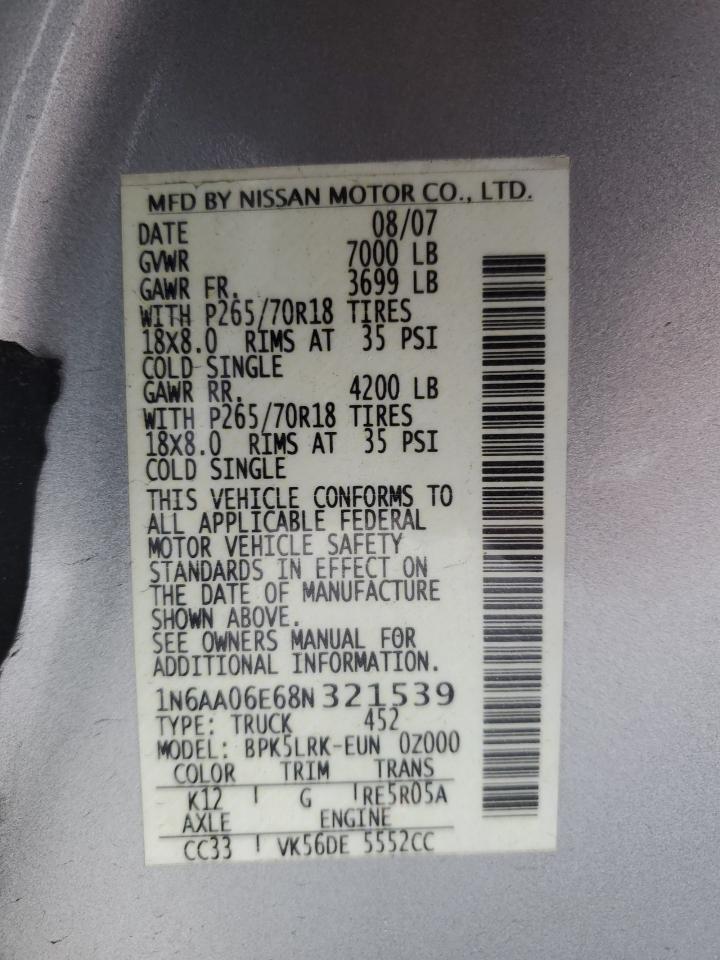 MFD BY NISSAN MOTOR CO., LTD.
DATE 08/07
GVWR 7000 LB
GAWR FR. 3699 LB
WITH P265/70R18 TIRES
18X8.0 RIMS AT 35 PSI
COLD SINGLE
GAWR RR. 4200 LB
WITH P265/70R18 TIRES
18X8.0 RIMS AT 35 PSI
COLD SINGLE
THIS VEHICLE CONFORMS TO
ALL APPLICABLE FEDERAL
MOTOR VEHICLE SAFETY
STANDARDS IN EFFECT ON
THE DATE OF MANUFACTURE
SHOWN ABOVE.
SEE OWNERS MANUAL FOR
ADDITIONAL INFORMATION.
1N6AA06E68N321539
TYPE: TRUCK 452
MODEL: BPK5LRK-EUN 0Z000
COLOR TRIM TRANS
K12 G RE5R05A
AXLE ENGINE
CC33 VK56DE 5552CC